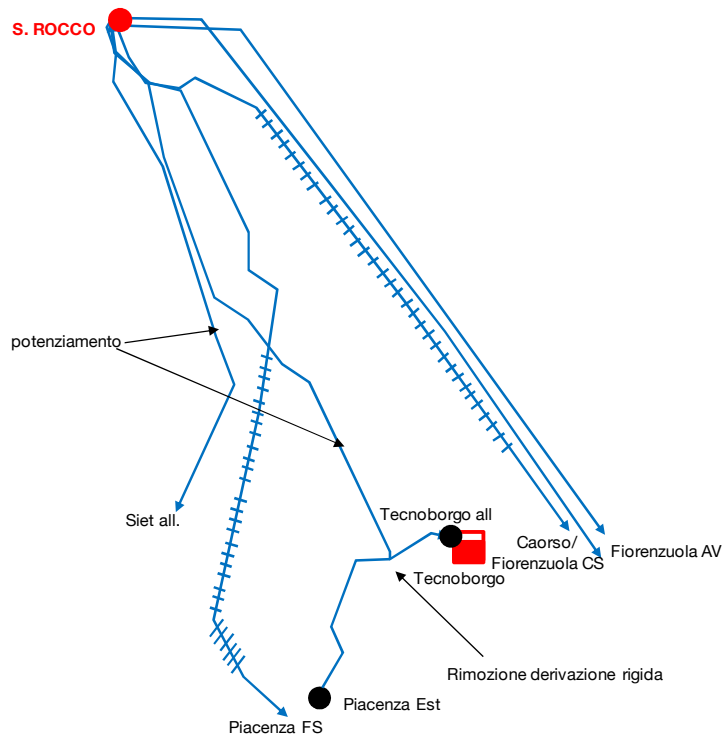 S. ROCCO
potenziamento
Siet all.
Tecnoborgo all
Caorso/
Fiorenzuola CS
Fiorenzuola AV
Tecnoborgo
Rimozione derivazione rigida
Piacenza Est
Piacenza FS